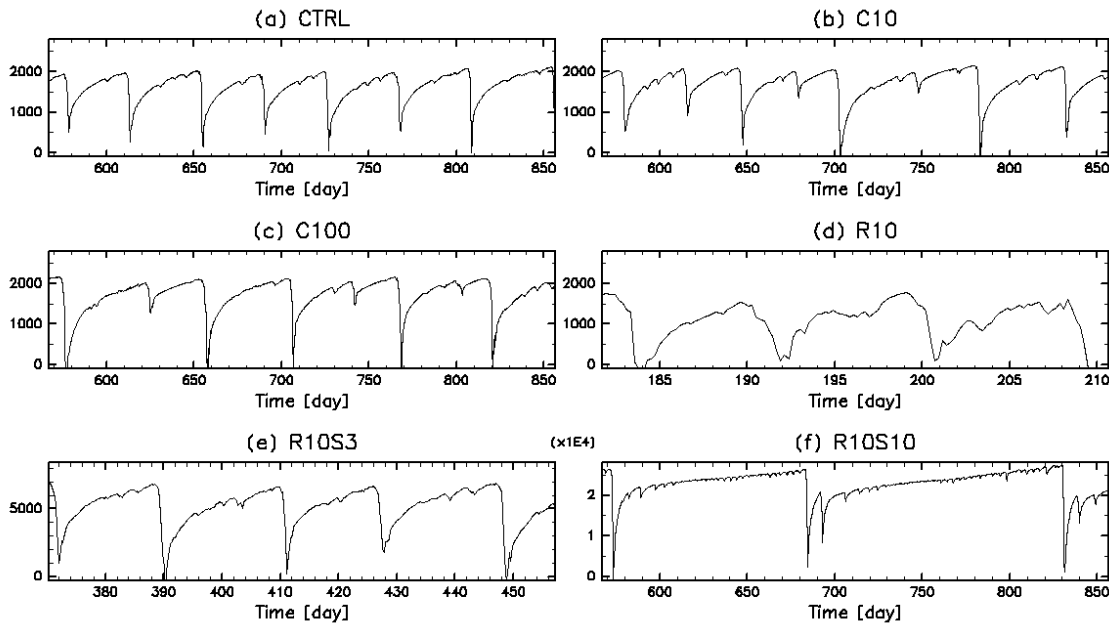 (a) CTRL
(b) C10
2000
1000
0
600 650 700 750 800 850
Time [day]
2000
1000
0
600 650 700 750 800 850
Time [day]
(c) C100
(d) R10
2000
1000
0
600 650 700 750 800 850
Time [day]
2000
1000
0
185 190 195 200 205 210
Time [day]
(e) R10S3
(x1E4)
(f) R10S10
5000
0
380 390 400 410 420 430 440 450
Time [day]
2
1
0
600 650 700 750 800 850
Time [day]